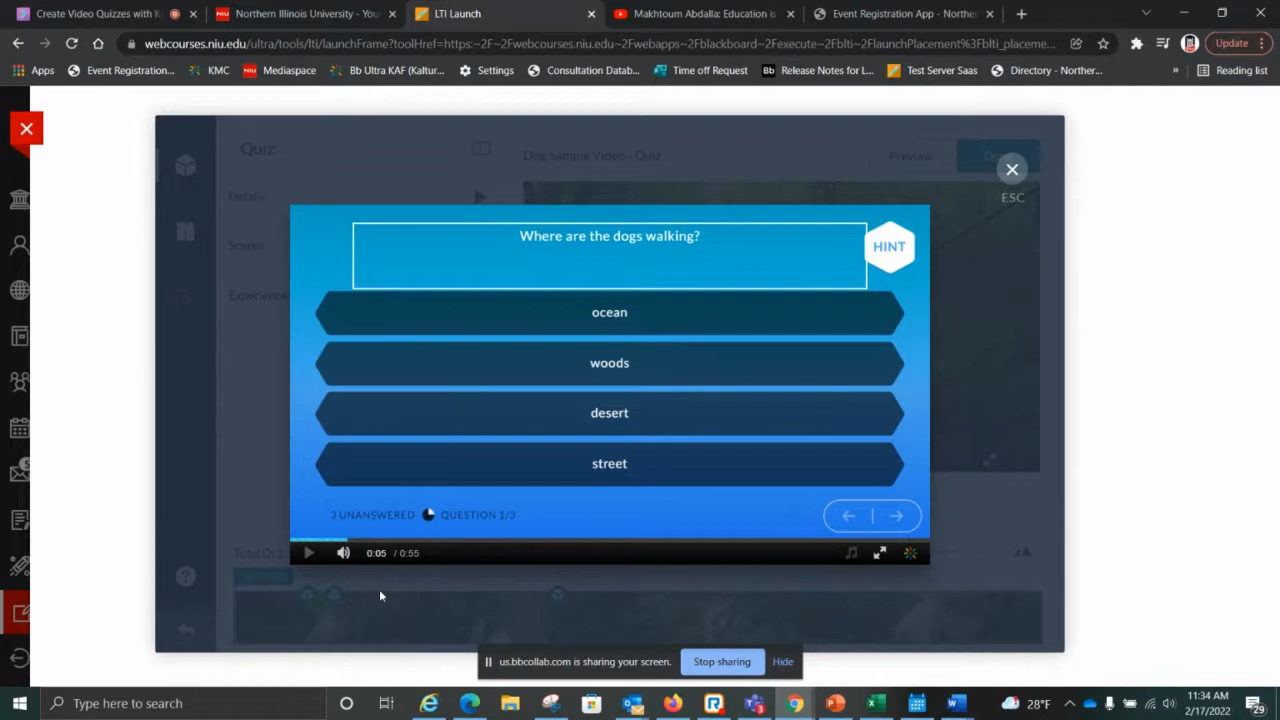 Create Video Quizzes with K
Northern Illinois University - You
LTI Launch
Makhtoum Abdalla: Education is
Event Registration App - Northe
webcourses.niu.edu/ultra/tools/lti/launchFrame?toolHref=https:~2F~2Fwebcourses.niu.edu~2Fwebapps~2Fblackboard~2Fexecute~2Fblti~2FlaunchPlacement%3Fblti_placeme...
Update
Apps
Event Registration...
KMC
Mediaspace
Bb Ultra KAF (Kaltur...
Settings
Consultation Datab...
Time off Request
Bb Release Notes for L...
Test Server Saas
Directory - Norther...
»
Reading list
Quiz
Dog Sample Video - Quiz
Preview
Details
Scores
Experience
ESC
Where are the dogs walking?
HINT
ocean
woods
desert
street
3 UNANSWERED
QUESTION 1/3
0:05 / 0:55
us.bbcollab.com is sharing your screen.
Stop sharing
Hide
Type here to search
28°F
11:34 AM
2/17/2022
29